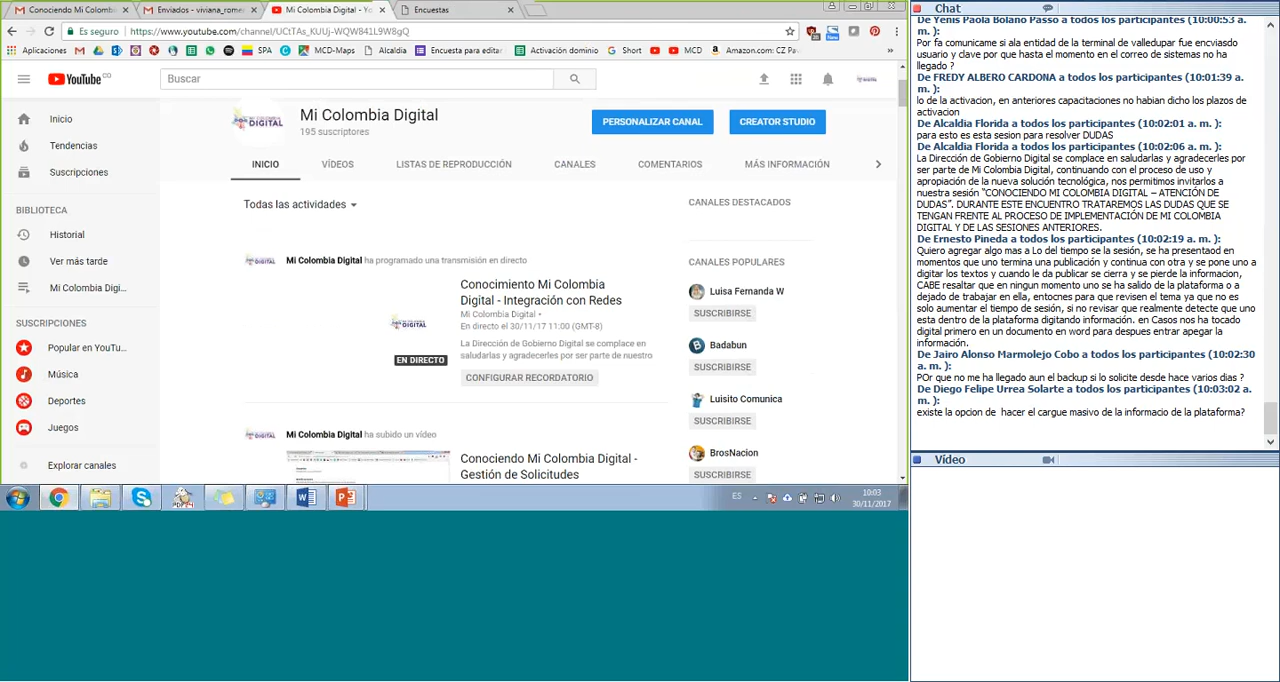 Conociendo Mi Colomb
Enviados - viviana_rome
Mi Colombia Digital - Yo
Encuestas
Es seguro
https://www.youtube.com/channel/UCtTAs_KUUj-WQW841L9W8gQ
Aplicaciones
SPA
MCD-Maps
Alcaldia
Encuesta para editar
Activación dominio
Short
MCD
Amazon.com: CZ Pa
YouTube CO
Buscar
Mi Colombia Digital
195 suscriptores
PERSONALIZAR CANAL
CREATOR STUDIO
INICIO
VÍDEOS
LISTAS DE REPRODUCCIÓN
CANALES
COMENTARIOS
MÁS INFORMACIÓN
Inicio
Tendencias
Suscripciones
BIBLIOTECA
Historial
Ver más tarde
Mi Colombia Digi...
SUSCRIPCIONES
Popular en YouTu...
Música
Deportes
Juegos
Explorar canales
Todas las actividades
Mi Colombia Digital ha programado una transmisión en directo
DIGITAL
EN DIRECTO
Conocimiento Mi Colombia
Digital - Integración con Redes
Mi Colombia Digital •
En directo el 30/11/17 11:00 (GMT-8)
La Dirección de Gobierno Digital se complace en
saludarlas y agradecerles por ser parte de nuestro
CONFIGURAR RECORDATORIO
Mi Colombia Digital ha subido un vídeo
Conociendo Mi Colombia Digital -
Gestión de Solicitudes
CANALES DESTACADOS
CANALES POPULARES
Luisa Fernanda W
SUSCRIBIRSE
Badabun
SUSCRIBIRSE
Luisito Comunica
SUSCRIBIRSE
BrosNacion
SUSCRIBIRSE
ES
10:03
30/11/2017
Chat
De Yenis Paola Bolano Passo a todos los participantes (10:00:53 a.
m. ):
Por fa comunicame si ala entidad de la terminal de valledupar fue encviasdo
usuario y clave por que hasta el momento en el correo de sistemas no ha
llegado ?
De FREDY ALBERO CARDONA a todos los participantes (10:01:39 a.
m. ):
lo de la activacion, en anteriores capacitaciones no habian dicho los plazos de
activacion
De Alcaldia Florida a todos los participantes (10:02:01 a. m. ):
para esto es esta sesion para resolver DUDAS
De Alcaldia Florida a todos los participantes (10:02:06 a. m. ):
La Dirección de Gobierno Digital se complace en saludarlas y agradecerles por
ser parte de Mi Colombia Digital, continuando con el proceso de uso y
apropiación de la nueva solución tecnológica, nos permitimos invitarlos a
nuestra sesión "CONOCIENDO MI COLOMBIA DIGITAL – ATENCIÓN DE
DUDAS". DURANTE ESTE ENCUENTRO TRATAREMOS LAS DUDAS QUE SE
TENGAN FRENTE AL PROCESO DE IMPLEMENTACIÓN DE MI COLOMBIA
DIGITAL Y DE LAS SESIONES ANTERIORES.
De Ernesto Pineda a todos los participantes (10:02:19 a. m. ):
Quiero agregar algo mas a Lo del tiempo se la sesión, se ha presentaod en
momentos que uno termina una publicación y continua con otra y se pone uno a
digitar los textos y cuando le da publicar se cierra y se pierde la informacion,
CABE resaltar que en ningun momento uno se ha salido de la plataforma o a
dejado de trabajar en ella, entocnes para que revisen el tema ya que no es
solo aumentar el tiempo de sesión, si no revisar que realmente detecte que uno
esta dentro de la plataforma digitando información. en Casos nos ha tocado
digital primero en un documento en word para despues entrar apegar la
información.
De Jairo Alonso Marmolejo Cobo a todos los participantes (10:02:30
a. m. ):
POr que no me ha llegado aun el backup si lo solicite desde hace varios dias ?
De Diego Felipe Urrea Solarte a todos los participantes (10:03:02 a.
m. ):
existe la opcion de hacer el cargue masivo de la informacio de la plataforma?
Vídeo